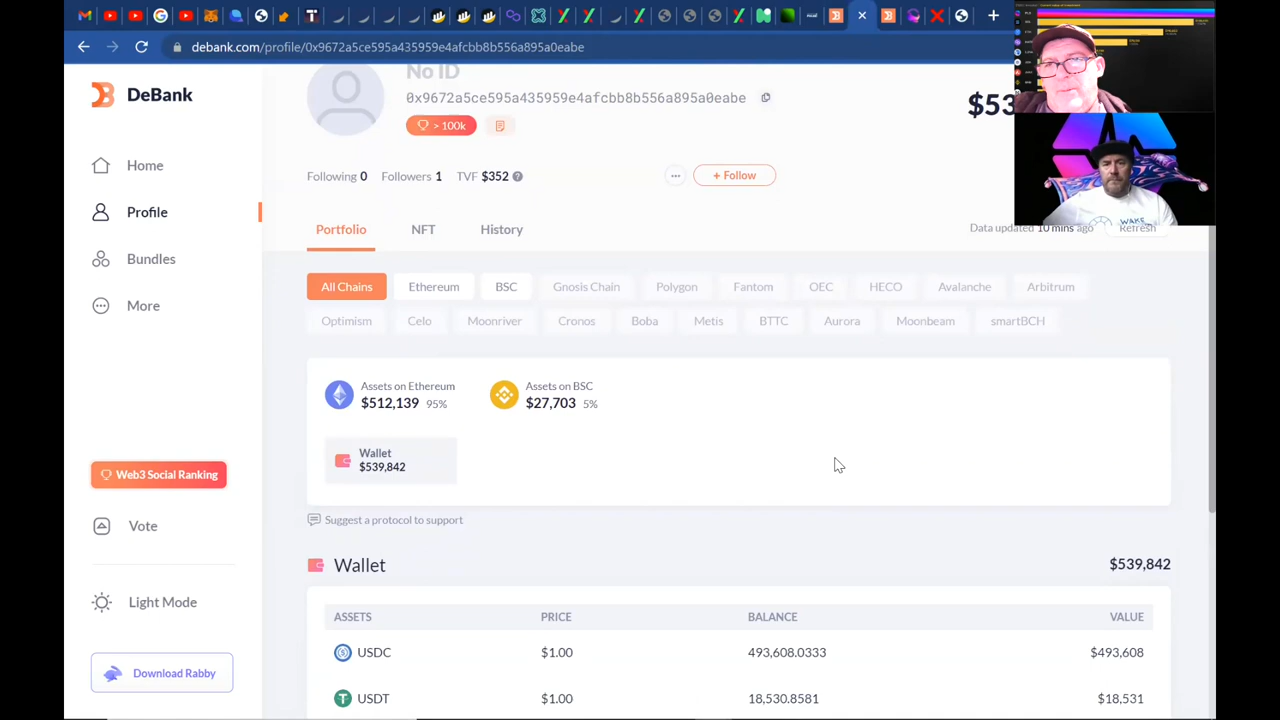 debank.com/profile/0x9672a5ce595a435959e4afcbb8b556a895a0eabe
DeBank
No ID
0x9672a5ce595a435959e4afcbb8b556a895a0eabe
> 100k
Following 0 Followers 1 TVF $352
+ Follow
Home
Profile
Bundles
More
Portfolio NFT History
Data updated 10 mins ago Refresh
All Chains Ethereum BSC Gnosis Chain Polygon Fantom OEC HECO Avalanche Arbitrum
Optimism Celo Moonriver Cronos Boba Metis BTTC Aurora Moonbeam smartBCH
Assets on Ethereum
$512,139 95%
Assets on BSC
$27,703 5%
Wallet
$539,842
Web3 Social Ranking
Vote
Light Mode
Download Rabby
Suggest a protocol to support
Wallet $539,842
ASSETS PRICE BALANCE VALUE
USDC $1.00 493,608.0333 $493,608
USDT $1.00 18,530.8581 $18,531